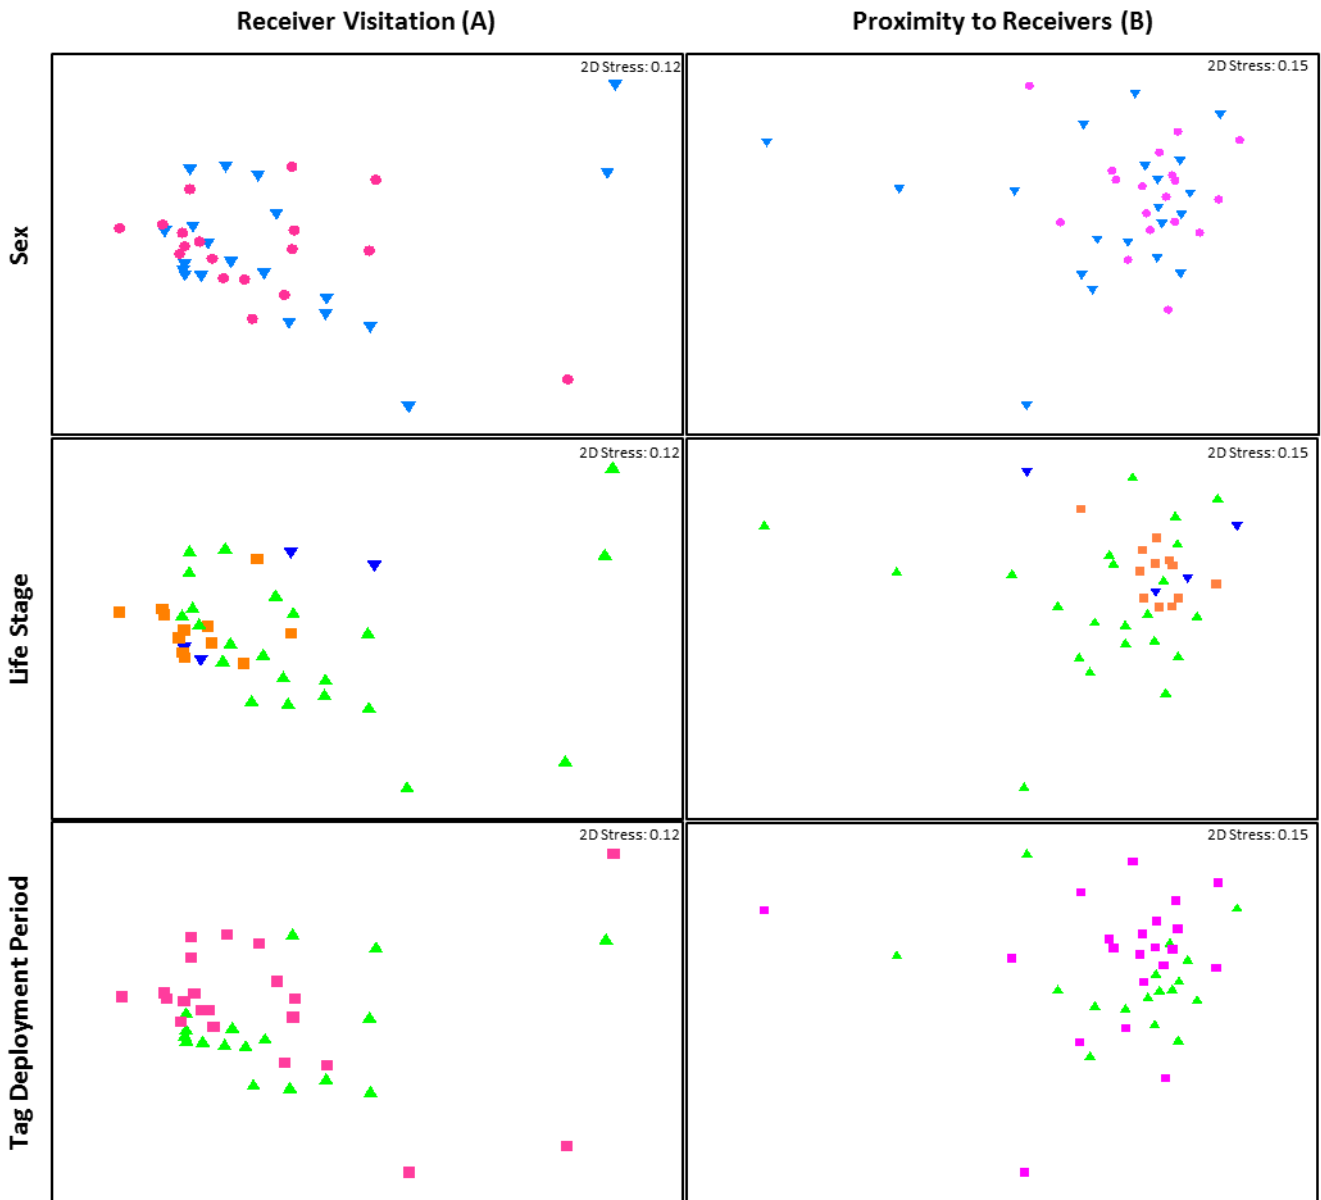 Receiver Visitation (A)
Proximity to Receivers (B)
Sex
2D Stress: 0.12
2D Stress: 0.15
Life Stage
2D Stress: 0.12
2D Stress: 0.15
Tag Deployment Period
2D Stress: 0.12
2D Stress: 0.15